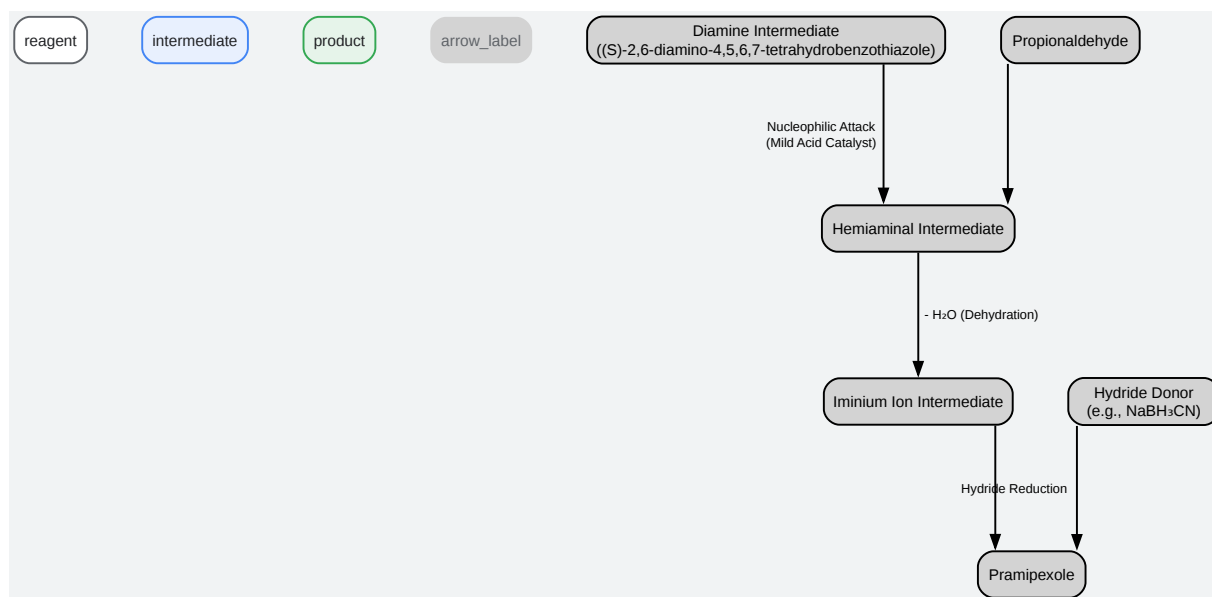 reagent
intermediate
product
arrow_label
Diamine Intermediate
((S)-2,6-diamino-4,5,6,7-tetrahydrobenzothiazole)
Propionaldehyde
Nucleophilic Attack
(Mild Acid Catalyst)
Hemiaminal Intermediate
- H₂O (Dehydration)
Iminium Ion Intermediate
Hydride Donor
(e.g., NaBH₃CN)
Hydride Reduction
Pramipexole